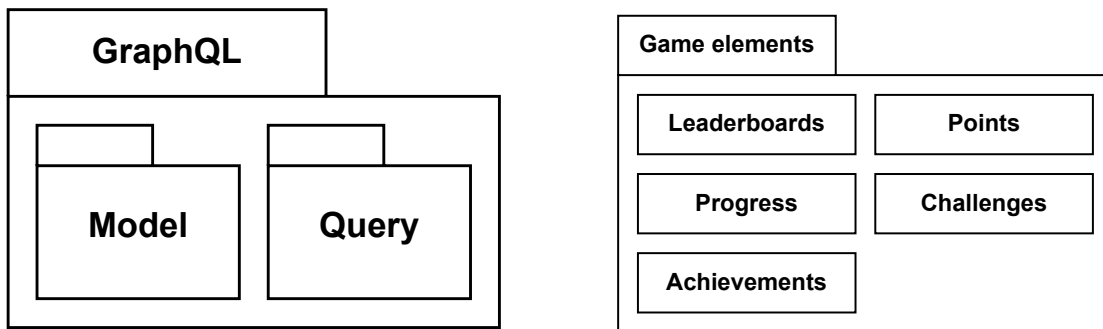 GraphQL
Model
Query
Game elements
Leaderboards
Points
Progress
Challenges
Achievements